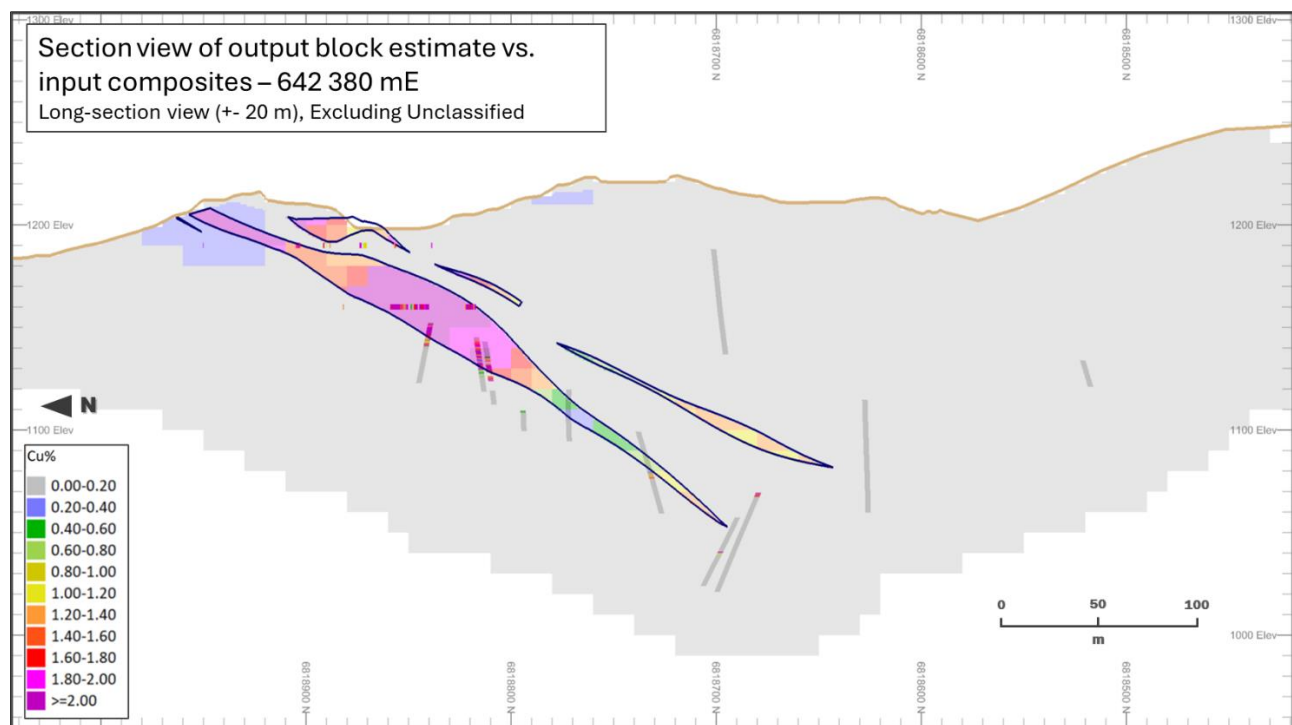 1300 Elev
1300 Elev
Section view of output block estimate vs.
input composites – 642 380 mE
Long-section view (+- 20 m), Excluding Unclassified
6818700 N
6818600 N
6818500 N
1200 Elev
1200 Elev
N
1100 Elev
1100 Elev
Cu%
0.00-0.20
0.20-0.40
0.40-0.60
0.60-0.80
0.80-1.00
1.00-1.20
1.20-1.40
1.40-1.60
1.60-1.80
1.80-2.00
>=2.00
0 50 100
m
1000 Elev
6818900 N
6818800 N
6818700 N
6818600 N
6818500 N